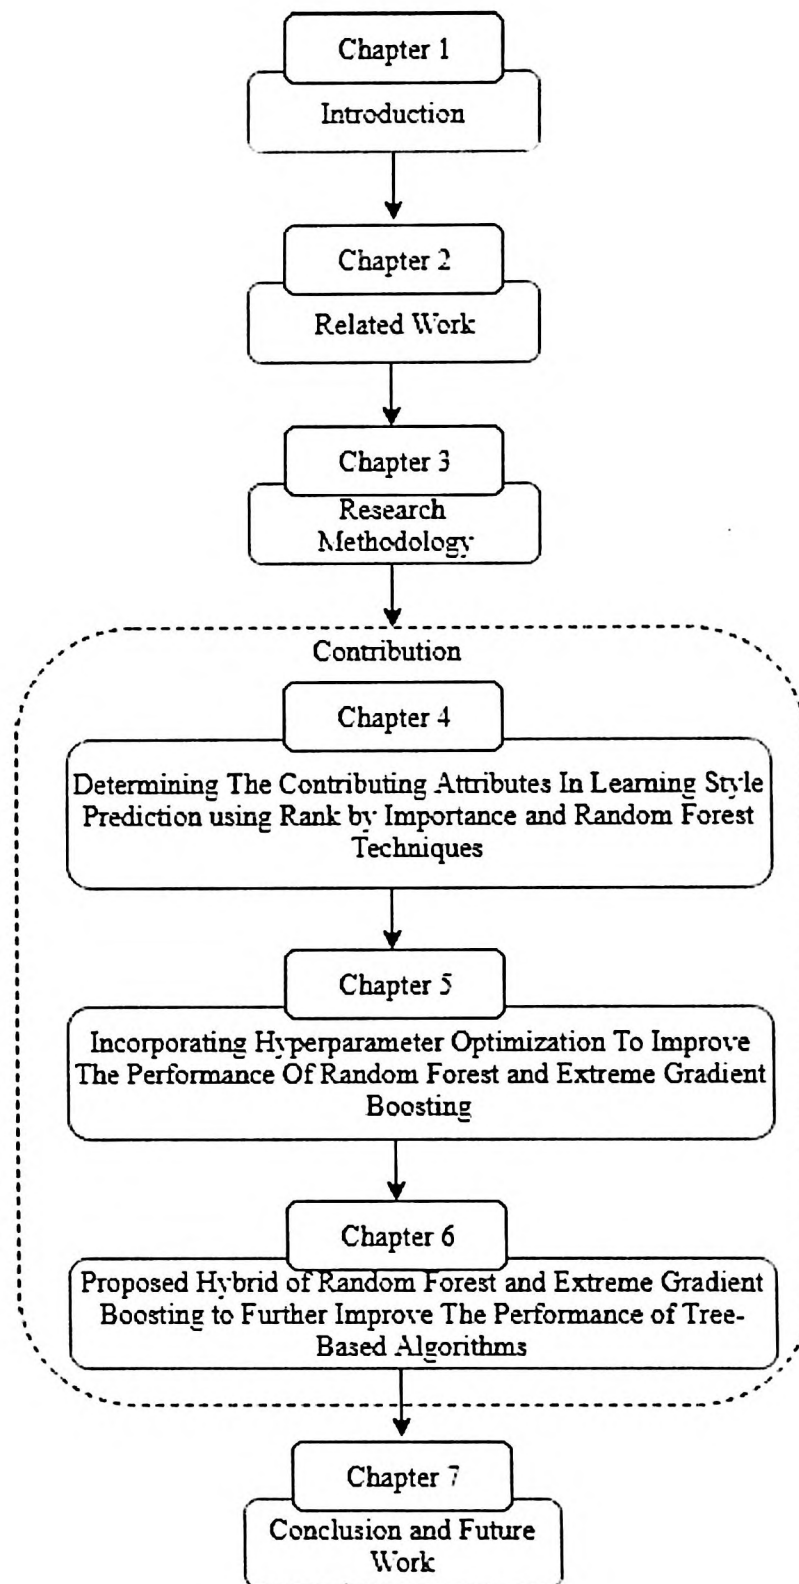 Chapter 1
Introduction
Chapter 2
Related Work
Chapter 3
Research
Methodology
Contribution
Chapter 4
Determining The Contributing Attributes In Learning Style
Prediction using Rank by Importance and Random Forest
Techniques
Chapter 5
Incorporating Hyperparameter Optimization To Improve
The Performance Of Random Forest and Extreme Gradient
Boosting
Chapter 6
Proposed Hybrid of Random Forest and Extreme Gradient
Boosting to Further Improve The Performance of Tree-
Based Algorithms
Chapter 7
Conclusion and Future
Work